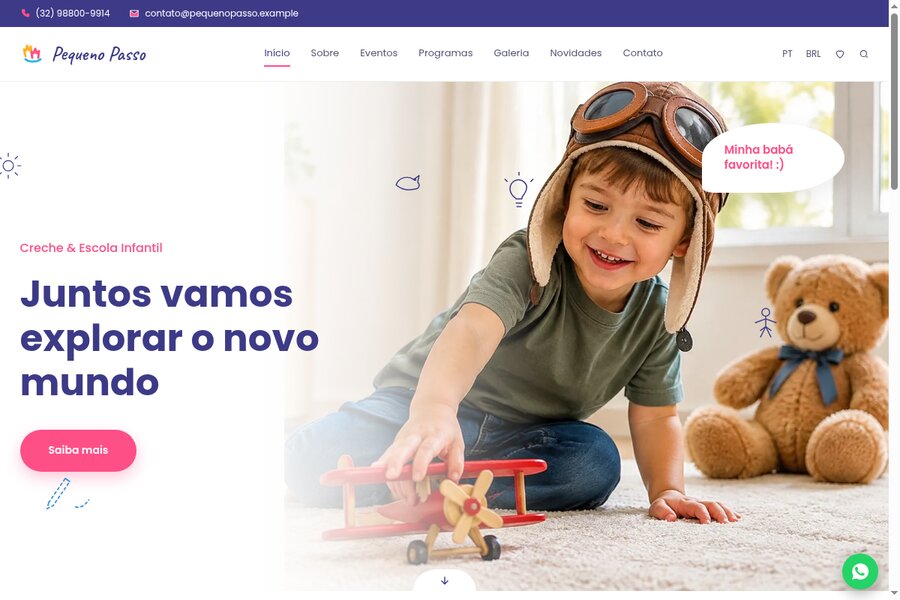 (32) 98800-9914
contato@pequenopasso.example
Pequeno Passo
Início
Sobre
Eventos
Programas
Galeria
Novidades
Contato
PT
BRL
Minha babá
favorita! :)
Creche & Escola Infantil
Juntos vamos
explorar o novo
mundo
Saiba mais